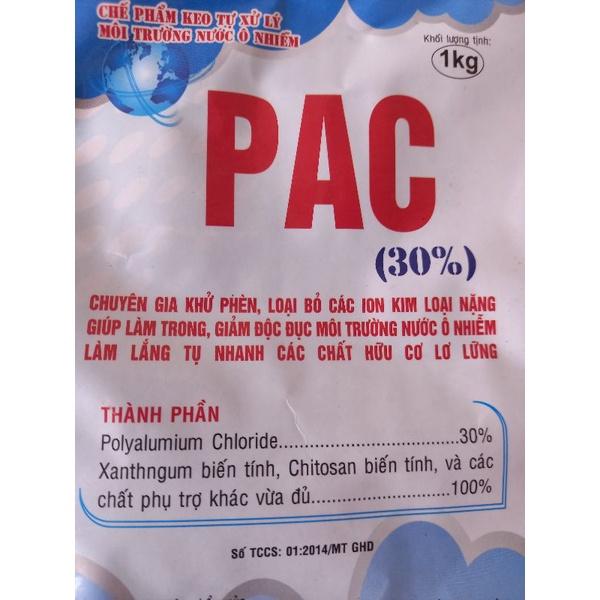 CHẾ PHẨM KEO TỰ XỬ LÝ
MÔI TRƯỜNG NƯỚC Ô NHIỄM
Khối lượng tịnh:
1kg
PAC
(30%)
CHUYÊN GIA KHỬ PHÈN, LOẠI BỎ CÁC ION KIM LOẠI NẶNG
GIÚP LÀM TRONG, GIẢM ĐỘC ĐỤC MÔI TRƯỜNG NƯỚC Ô NHIỄM
LÀM LẮNG TỤ NHANH CÁC CHẤT HỮU CƠ LƠ LỮNG
THÀNH PHẦN
Polyalumium Chloride..............................30%
Xanthngum biến tính, Chitosan biến tính, và các
chất phụ trợ khác vừa đủ.......................100%
Số TCCS: 01:2014/MT GHD